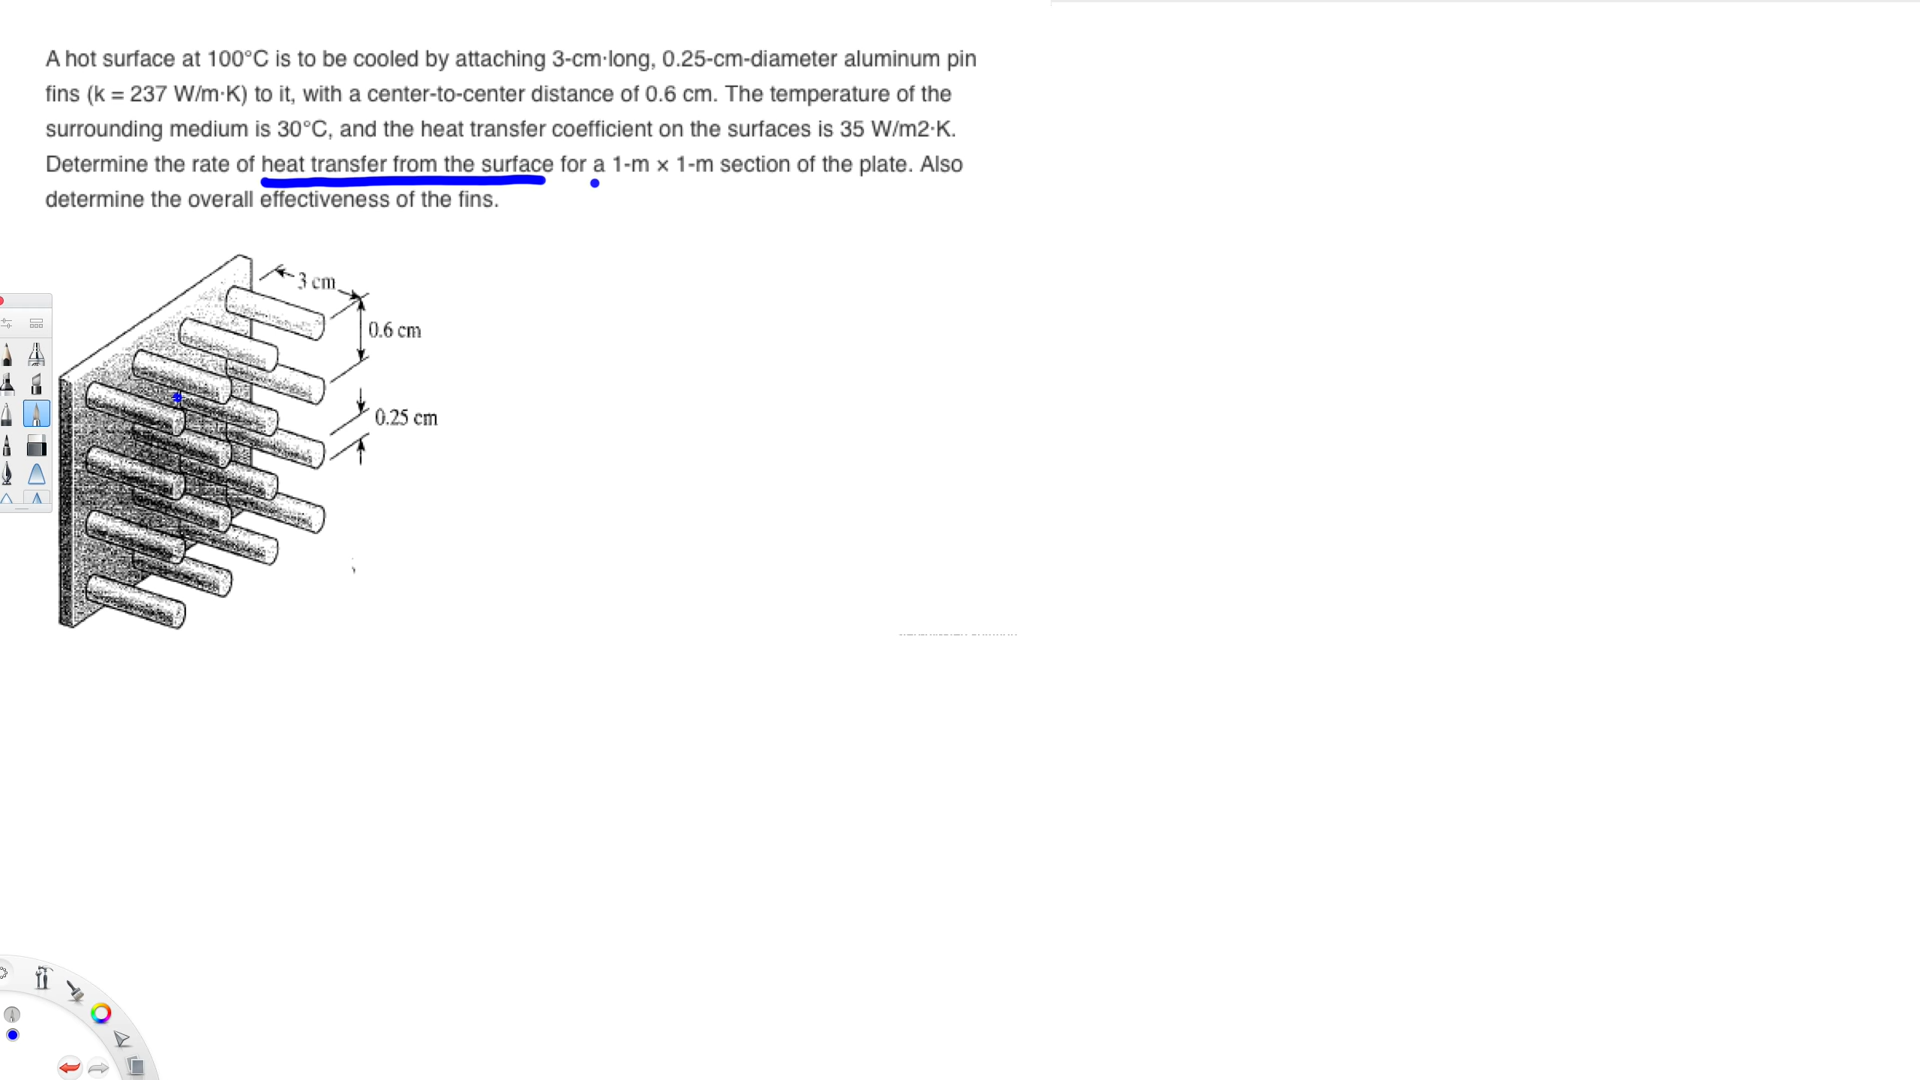 A hot surface at 100°C is to be cooled by attaching 3-cm·long, 0.25-cm-diameter aluminum pin
fins (k = 237 W/m·K) to it, with a center-to-center distance of 0.6 cm. The temperature of the
surrounding medium is 30°C, and the heat transfer coefficient on the surfaces is 35 W/m2·K.
Determine the rate of heat transfer from the surface for a 1-m × 1-m section of the plate. Also
determine the overall effectiveness of the fins.
3 cm
0.6 cm
0.25 cm